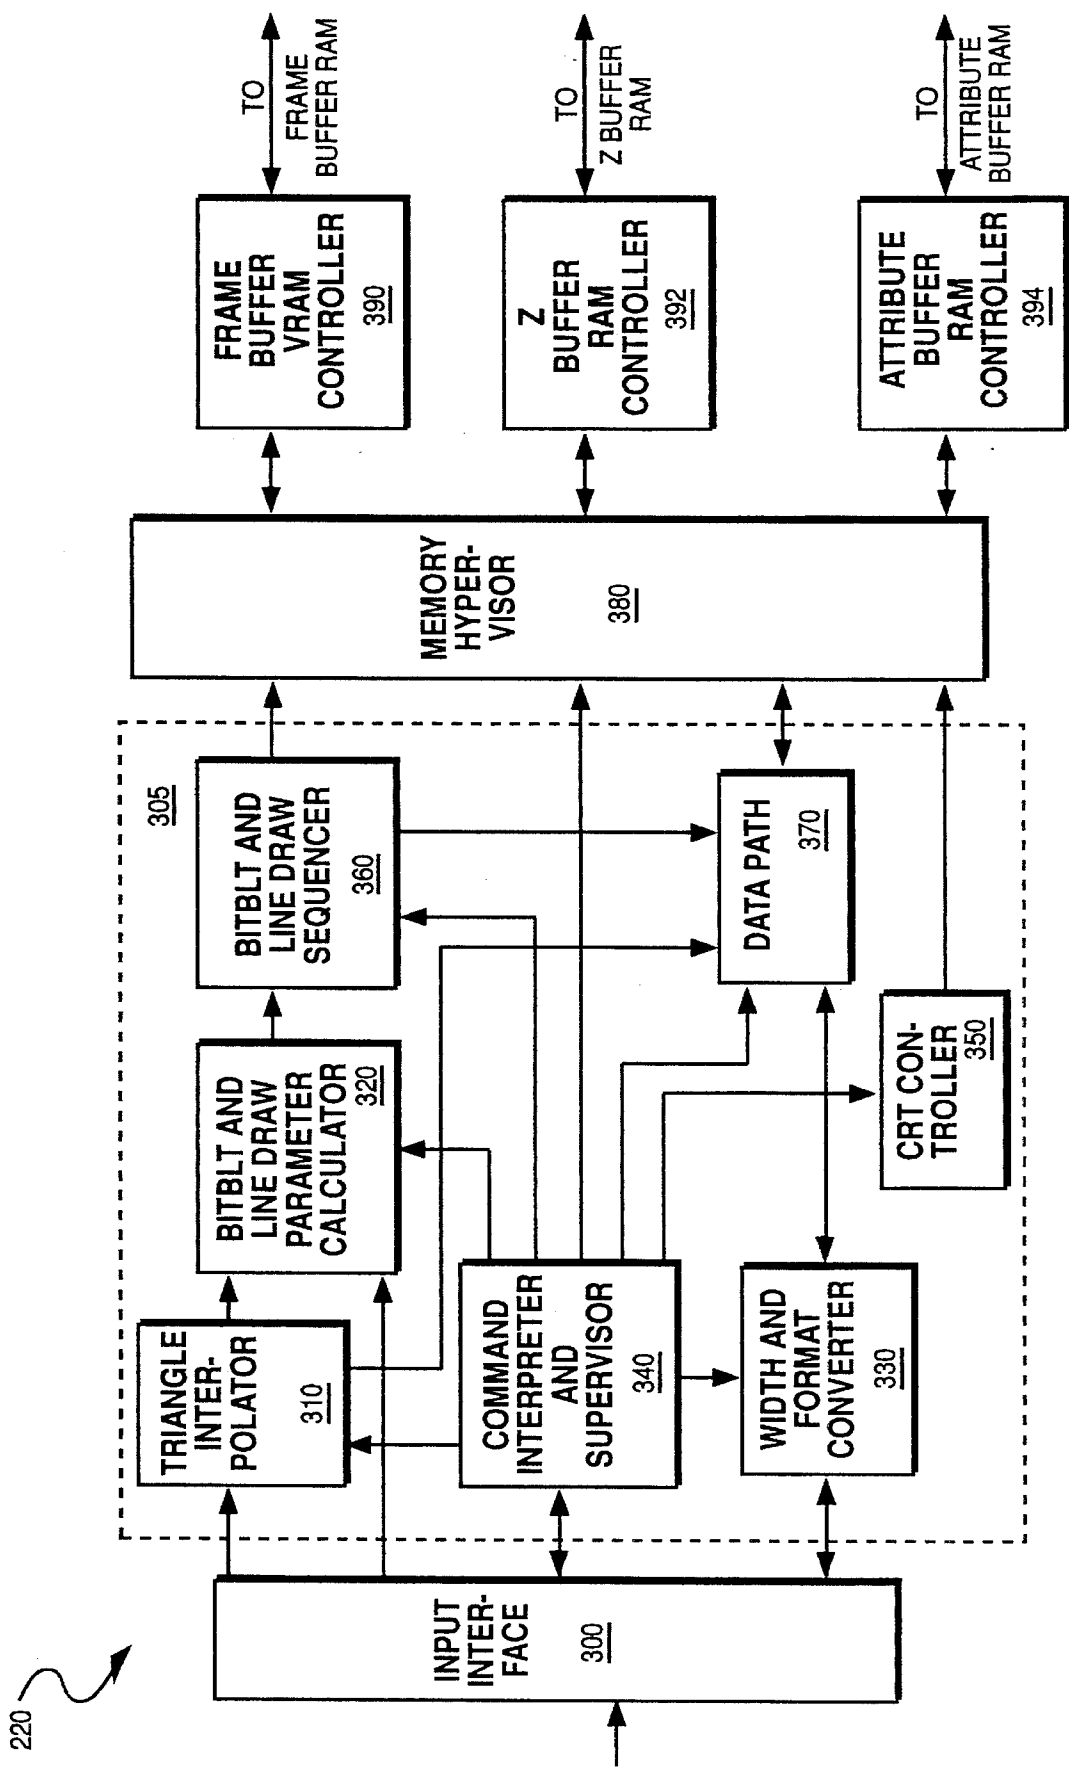 220
INPUT
INTER-
FACE
300
305
TRIANGLE
INTER-
POLATOR
310
BITBLT AND
LINE DRAW
PARAMETER
CALCULATOR
320
BITBLT AND
LINE DRAW
SEQUENCER
360
COMMAND
INTERPRETER
AND
SUPERVISOR
340
WIDTH AND
FORMAT
CONVERTER
330
DATA PATH
370
CRT CON-
TROLLER
350
MEMORY
HYPER-
VISOR
380
FRAME
BUFFER
VRAM
CONTROLLER
390
TO
FRAME
BUFFER RAM
Z
BUFFER
RAM
CONTROLLER
392
TO
Z BUFFER
RAM
ATTRIBUTE
BUFFER
RAM
CONTROLLER
394
TO
ATTRIBUTE
BUFFER RAM